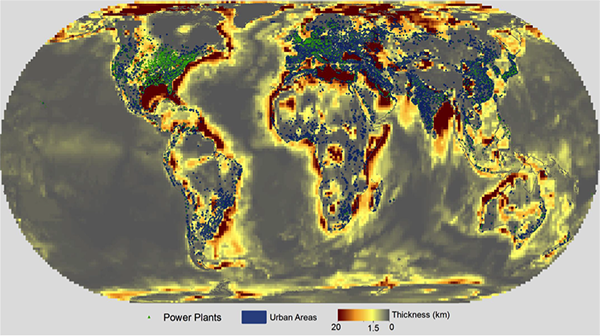 Power Plants
Urban Areas
Thickness (km)
20 1.5 0